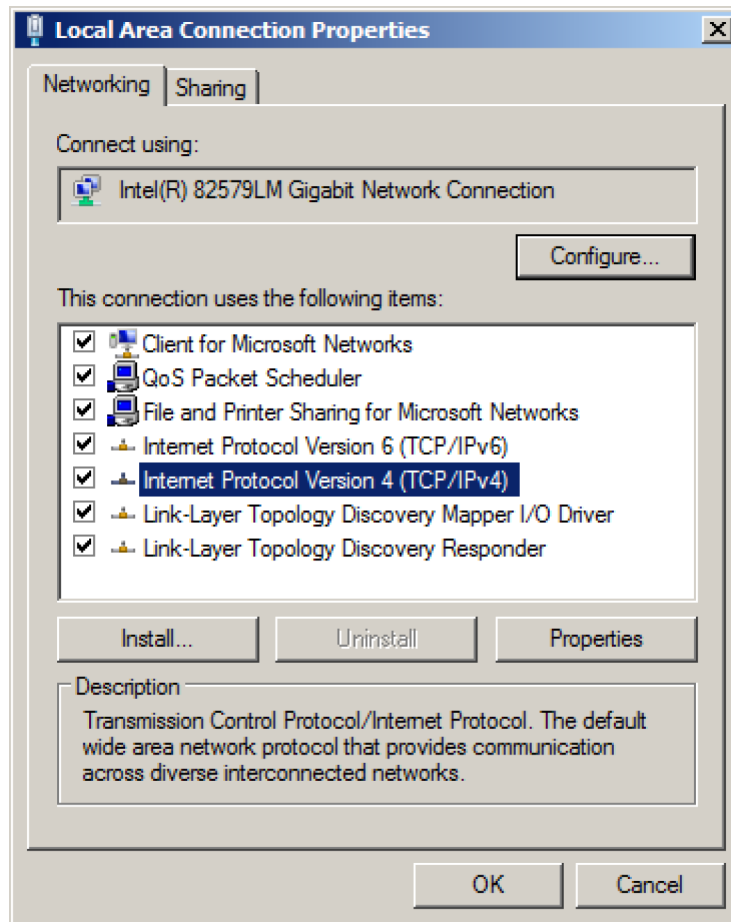 Local Area Connection Properties
Networking
Sharing
Connect using:
Intel(R) 82579LM Gigabit Network Connection
Configure...
This connection uses the following items:
Client for Microsoft Networks
QoS Packet Scheduler
File and Printer Sharing for Microsoft Networks
Internet Protocol Version 6 (TCP/IPv6)
Internet Protocol Version 4 (TCP/IPv4)
Link-Layer Topology Discovery Mapper I/O Driver
Link-Layer Topology Discovery Responder
Install...
Uninstall
Properties
Description
Transmission Control Protocol/Internet Protocol. The default
wide area network protocol that provides communication
across diverse interconnected networks.
OK
Cancel